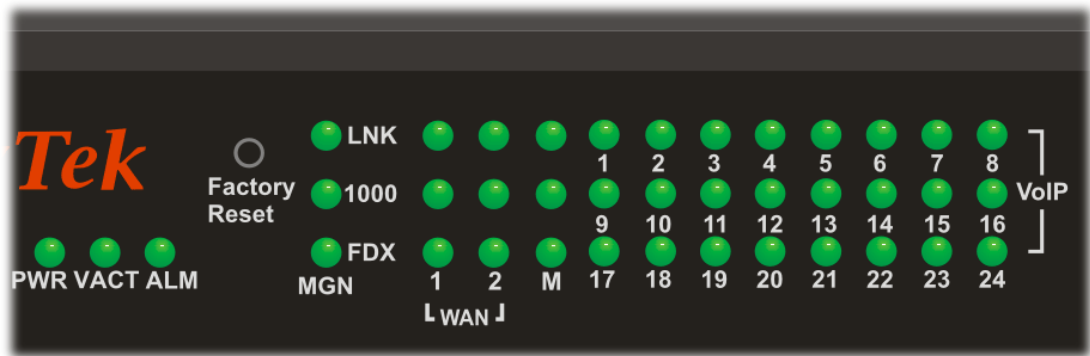 Tek
LNK
1 2 3 4 5 6 7 8
Factory
Reset
1000
VoIP
9 10 11 12 13 14 15 16
FDX
PWR VACT ALM
MGN
1 2 M 17 18 19 20 21 22 23 24
WAN